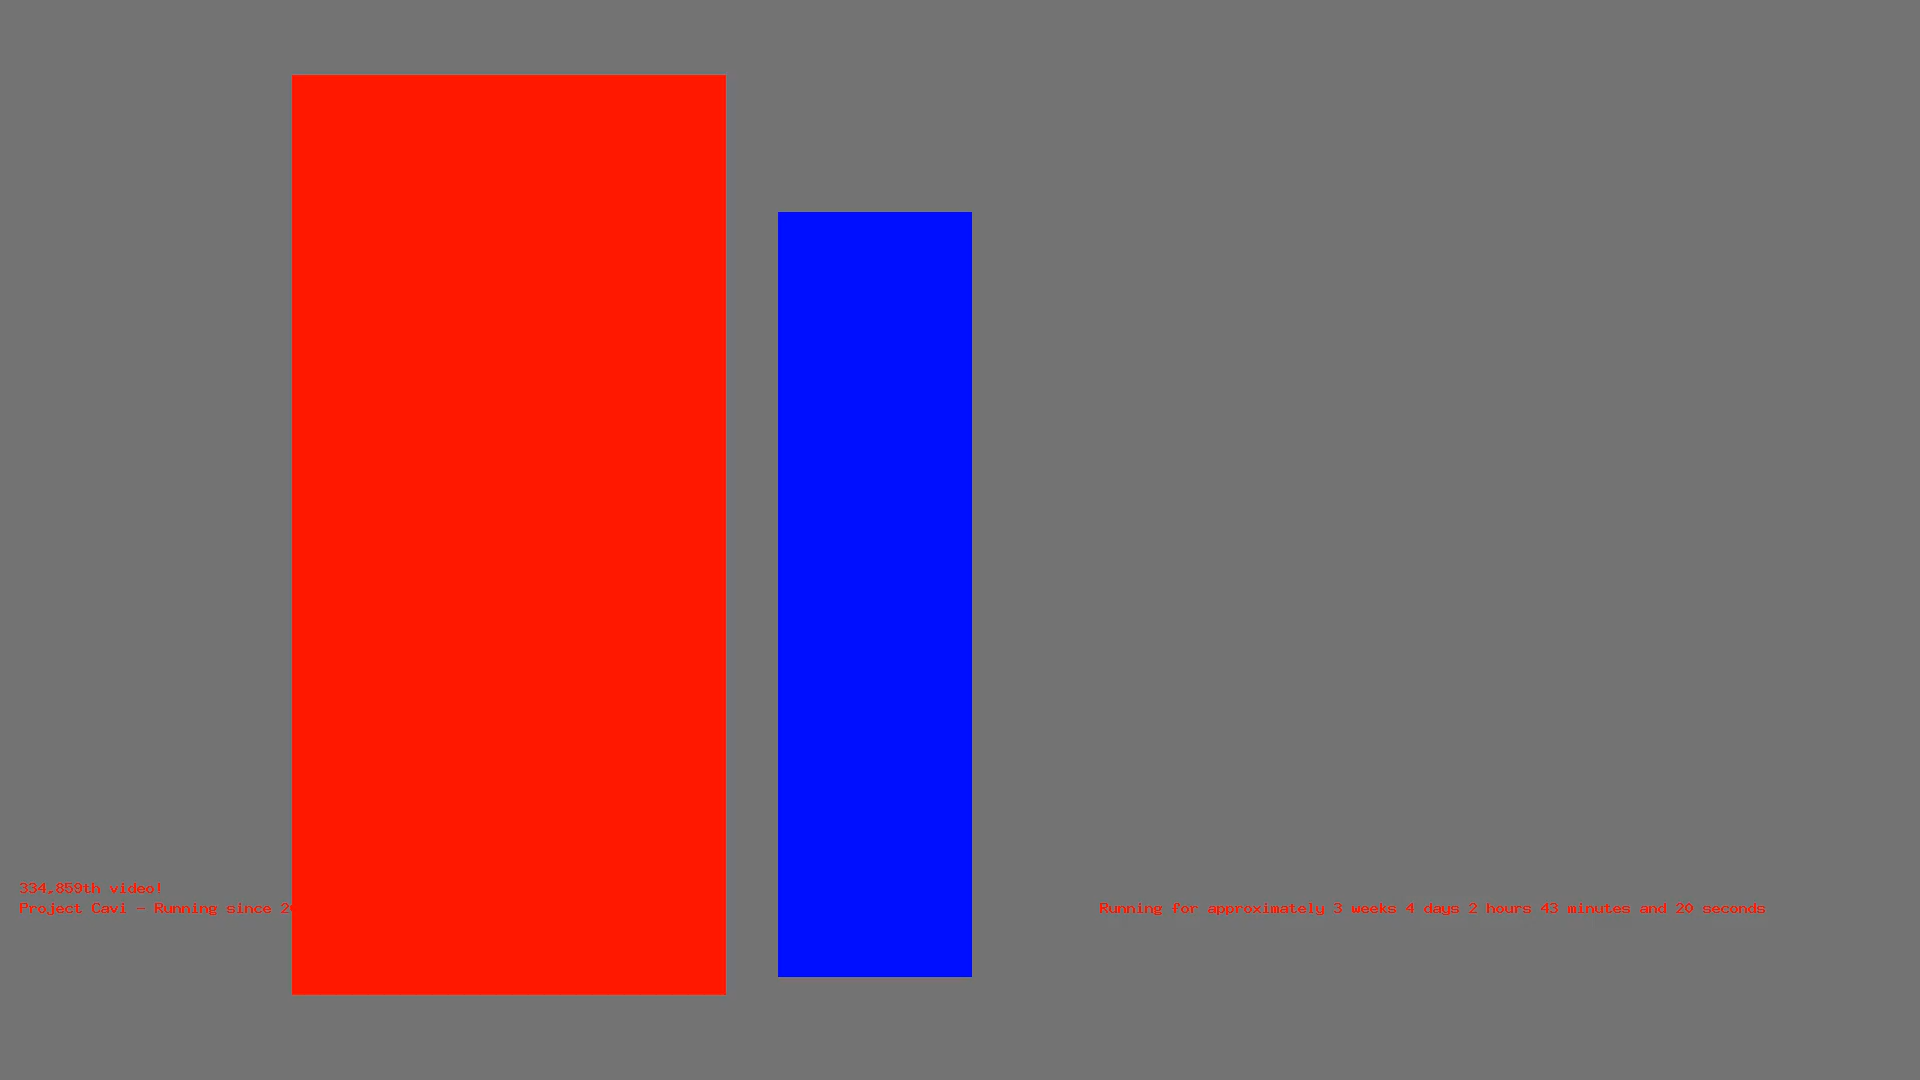 334,859th video!
Project Cavi - Running since
Running for approximately 3 weeks 4 days 2 hours 43 minutes and 20 seconds